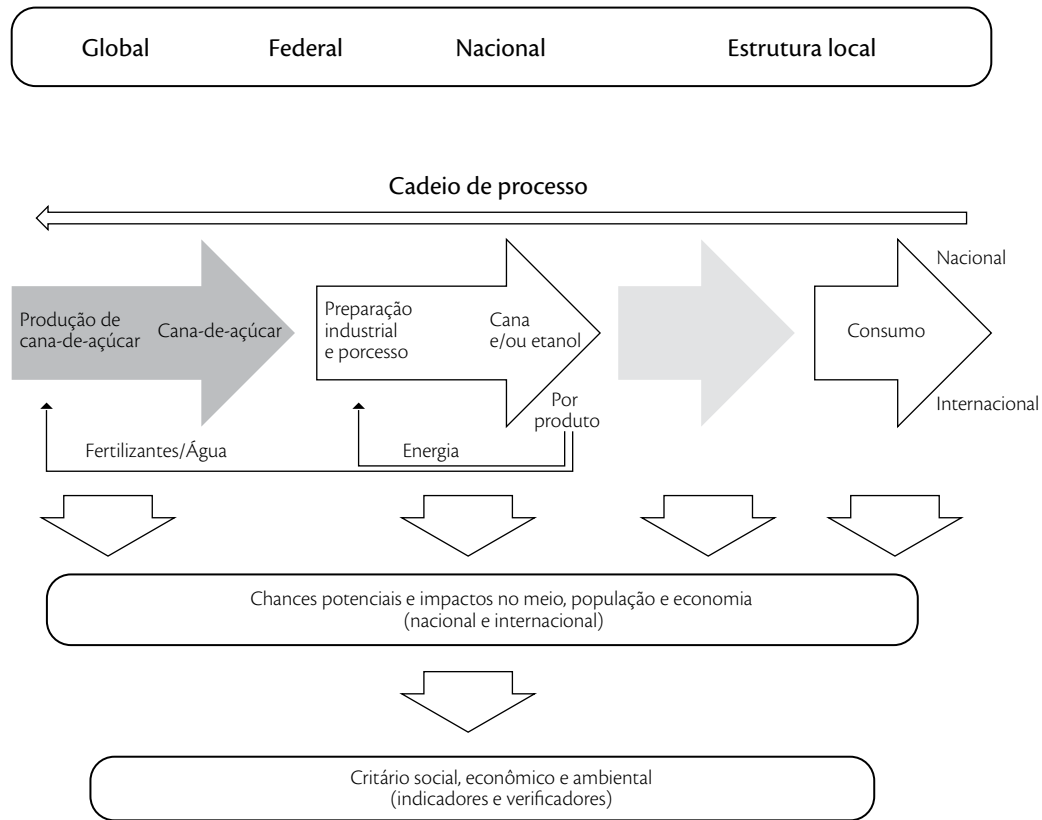 Global Federal Nacional Estrutura local
Cadeio de processo
Produção de
cana-de-açúcar
Cana-de-açúcar
Preparação
industrial
e porcesso
Cana
e/ou etanol
Por
produto
Consumo
Nacional
Internacional
Fertilizantes/Água
Energia
Chances potenciais e impactos no meio, população e economia
(nacional e internacional)
Critário social, econômico e ambiental
(indicadores e verificadores)